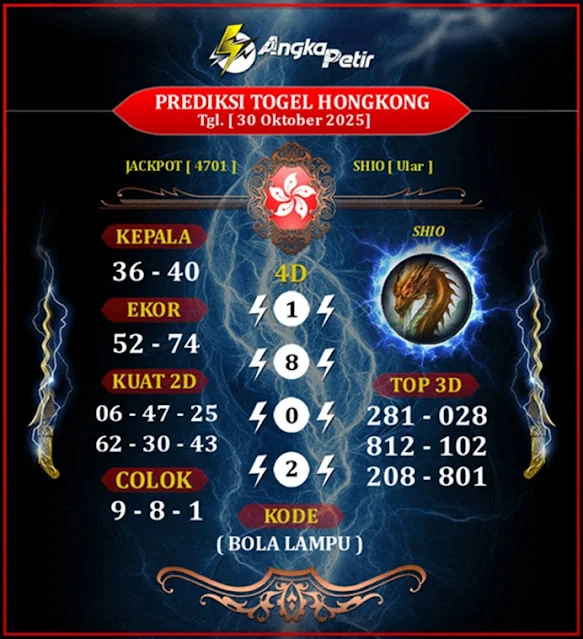 AngkaPetir
PREDIKSI TOGEL HONGKONG
Tgl. [ 30 Oktober 2025]
JACKPOT [ 4701 ]
SHIO [ Ular ]
KEPALA
36 - 40
EKOR
52 - 74
KUAT 2D
06 - 47 - 25
62 - 30 - 43
COLOK
9 - 8 - 1
4D
1
8
0
2
KODE
( BOLA LAMPU )
SHIO
TOP 3D
281 - 028
812 - 102
208 - 801